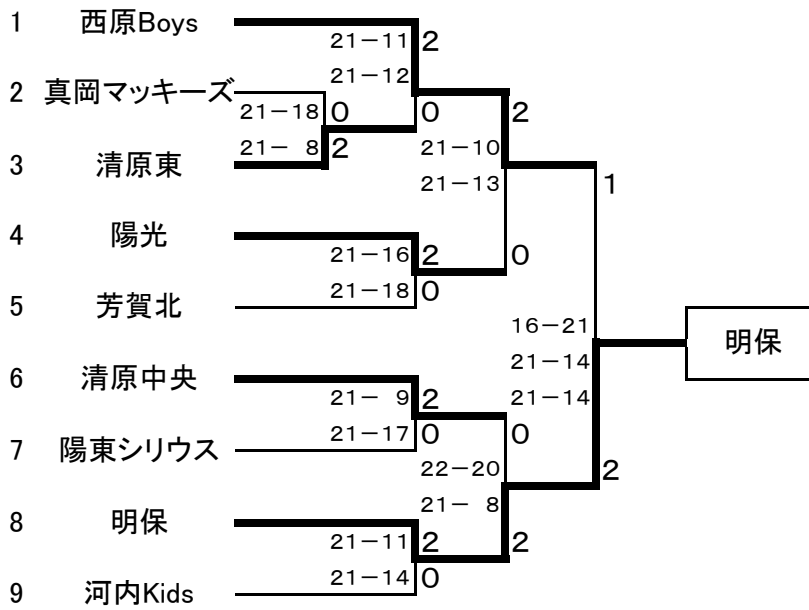 1 西原Boys
21－11 2
21－12
2 真岡マッキーズ
21－18 0
0 2
21－ 8 2
3 清原東
21－10
21－13
1
4 陽光
21－16 2
0
21－18 0
5 芳賀北
16－21
21－14
21－14
明保
6 清原中央
21－ 9 2
21－17 0
0
7 陽東シリウス
22－20
21－ 8
2
8 明保
21－11 2
2
21－14 0
9 河内Kids